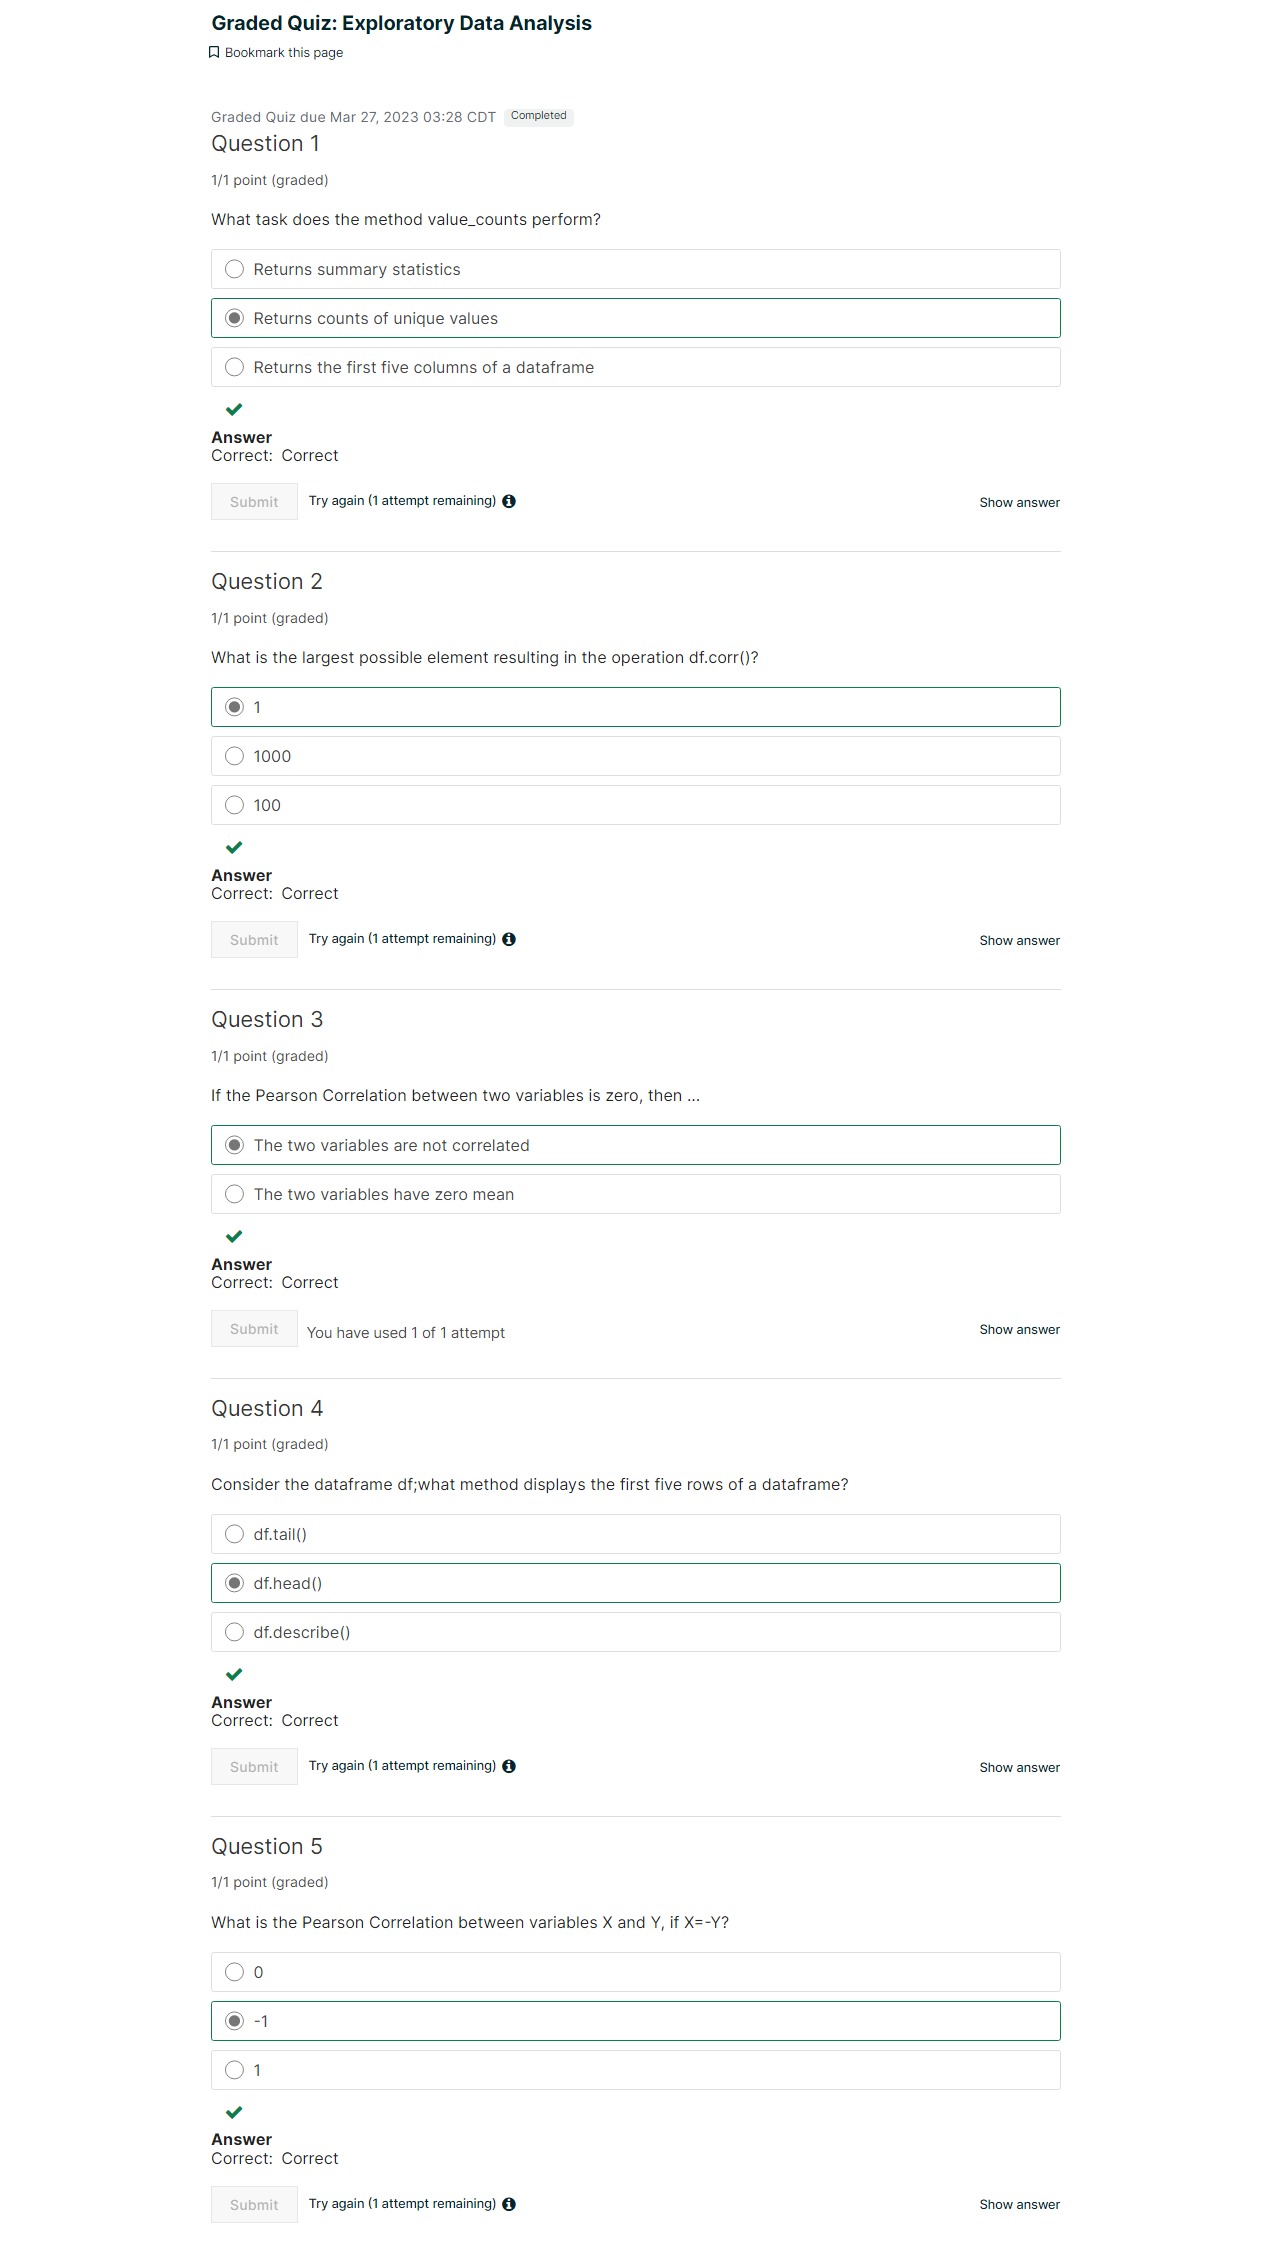 Graded Quiz: Exploratory Data Analysis
Bookmark this page
Graded Quiz due Mar 27, 2023 03:28 CDT Completed
Question 1
1/1 point (graded)
What task does the method value_counts perform?
Returns summary statistics
Returns counts of unique values
Returns the first five columns of a dataframe
Answer
Correct: Correct
Submit Try again (1 attempt remaining) Show answer
Question 2
1/1 point (graded)
What is the largest possible element resulting in the operation df.corr()?
1
1000
100
Answer
Correct: Correct
Submit Try again (1 attempt remaining) Show answer
Question 3
1/1 point (graded)
If the Pearson Correlation between two variables is zero, then ...
The two variables are not correlated
The two variables have zero mean
Answer
Correct: Correct
Submit You have used 1 of 1 attempt Show answer
Question 4
1/1 point (graded)
Consider the dataframe df;what method displays the first five rows of a dataframe?
df.tail()
df.head()
df.describe()
Answer
Correct: Correct
Submit Try again (1 attempt remaining) Show answer
Question 5
1/1 point (graded)
What is the Pearson Correlation between variables X and Y, if X=-Y?
0
-1
1
Answer
Correct: Correct
Submit Try again (1 attempt remaining) Show answer